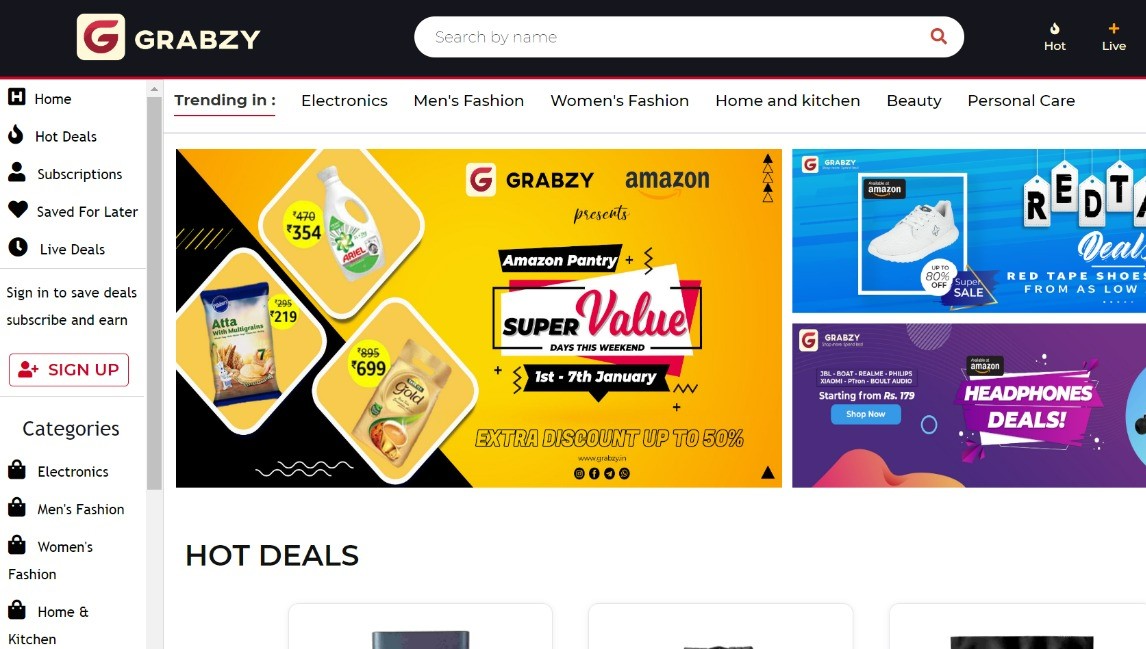 GRABZY
Search by name
Hot
Live
Home
Hot Deals
Subscriptions
Saved For Later
Live Deals
Sign in to save deals
subscribe and earn
SIGN UP
Categories
Electronics
Men's Fashion
Women's
Fashion
Home &
Kitchen
Trending in :
Electronics
Men's Fashion
Women's Fashion
Home and kitchen
Beauty
Personal Care
GRABZY
amazon
presents
Amazon Pantry
SUPER Value
DAYS THIS WEEKEND
1st - 7th January
EXTRA DISCOUNT UP TO 50%
www.grabzy.in
₹470
₹354
ARIEL
₹295
₹219
Pillsbury
Atta
With Multigrains
7
₹895
₹699
gold
GRABZY
Available at
amazon
UP TO
80%
OFF
Super
SALE
REDTA
Deals
RED TAPE SHOES
FROM AS LOW
GRABZY
JBL - BOAT - REALME - PHILIPS
XIAOMI - PTron - BOULT AUDIO
Starting from Rs. 179
Shop Now
Available at
amazon
HEADPHONES
DEALS!
HOT DEALS